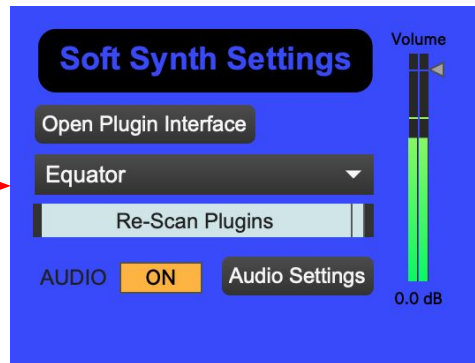 Soft Synth Settings
Volume
Open Plugin Interface
Equator
Re-Scan Plugins
AUDIO ON Audio Settings
0.0 dB